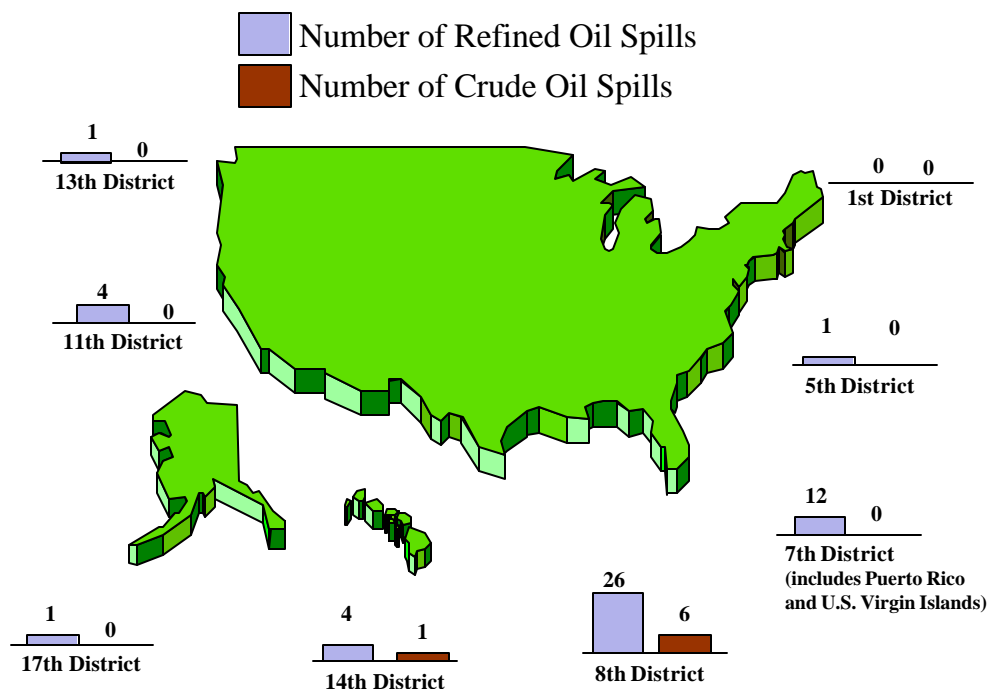 Number of Refined Oil Spills
Number of Crude Oil Spills
1
0
13th District
0
0
1st District
4
0
11th District
1
0
5th District
12
0
7th District
(includes Puerto Rico
and U.S. Virgin Islands)
1
0
17th District
4
1
14th District
26
6
8th District